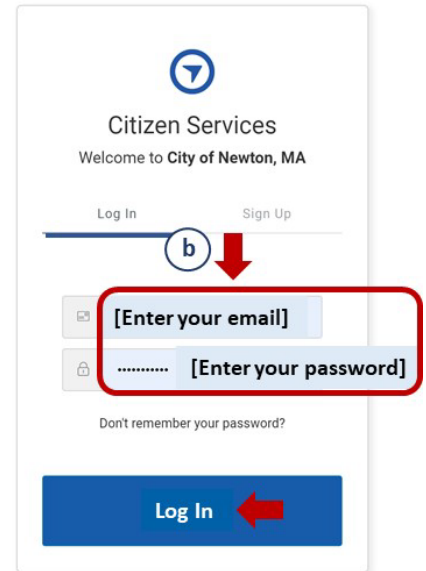 Citizen Services
Welcome to City of Newton, MA
Log In Sign Up
b
[Enter your email]
[Enter your password]
Don't remember your password?
Log In